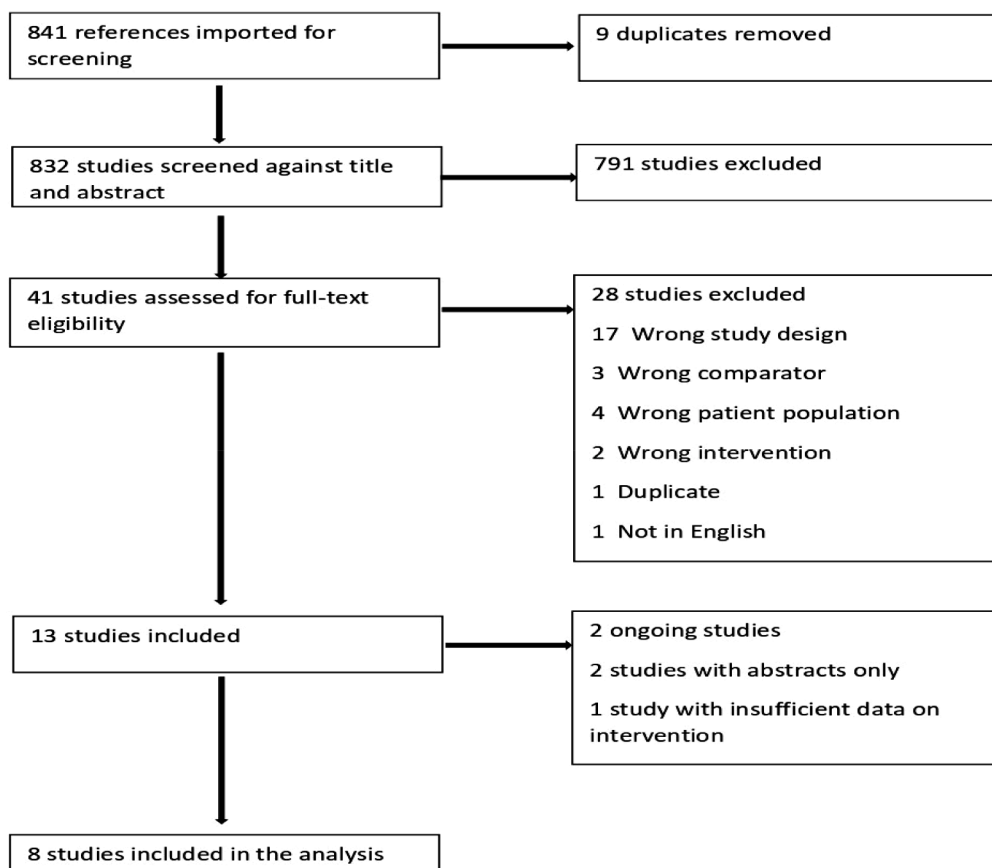 841 references imported for
screening
9 duplicates removed
832 studies screened against title
and abstract
791 studies excluded
41 studies assessed for full-text
eligibility
28 studies excluded
17 Wrong study design
3 Wrong comparator
4 Wrong patient population
2 Wrong intervention
1 Duplicate
1 Not in English
13 studies included
2 ongoing studies
2 studies with abstracts only
1 study with insufficient data on
intervention
8 studies included in the analysis